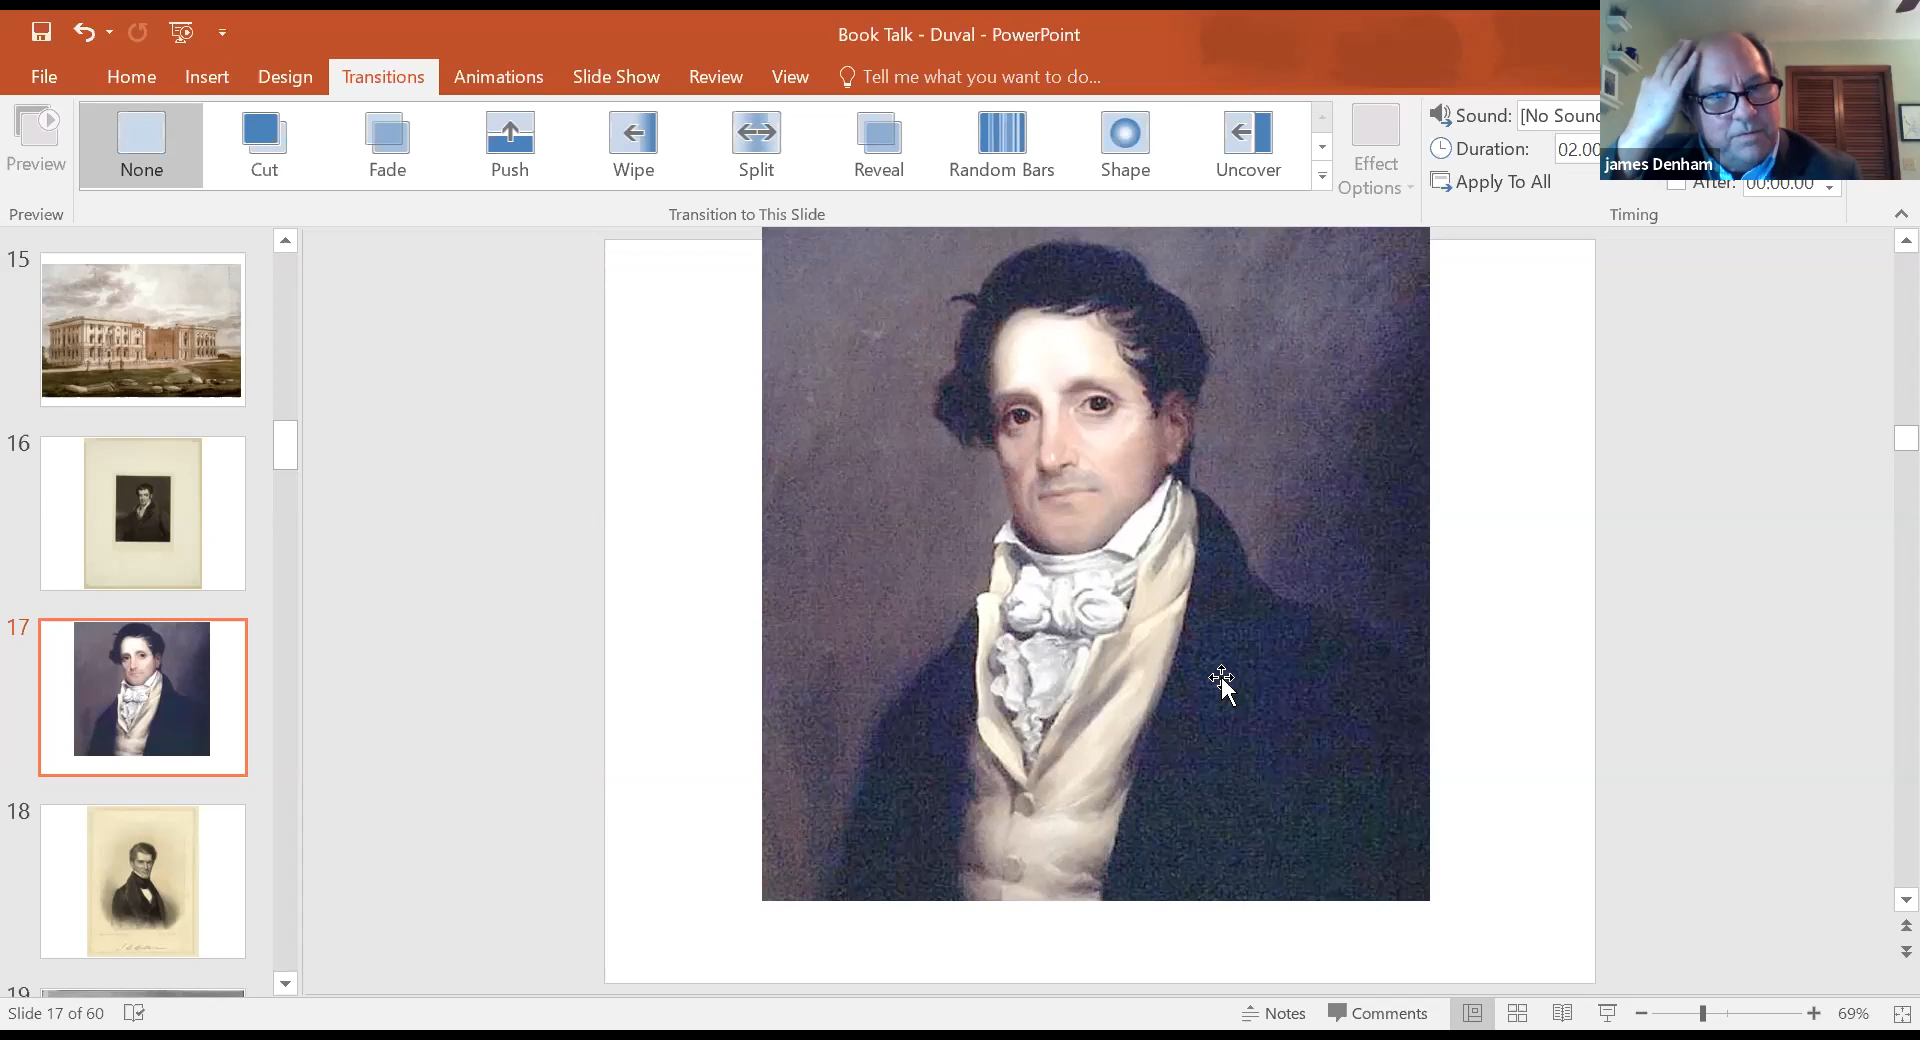 Book Talk - Duval - PowerPoint
File Home Insert Design Transitions Animations Slide Show Review View Tell me what you want to do...
Preview
None Cut Fade Push Wipe Split Reveal Random Bars Shape Uncover
Effect Options
Sound: [No Soun
Duration: 02.00
Apply To All
After: 00:00.00
james Denham
Preview Transition to This Slide Timing
15
16
17
18
19
Slide 17 of 60
Notes Comments 69%